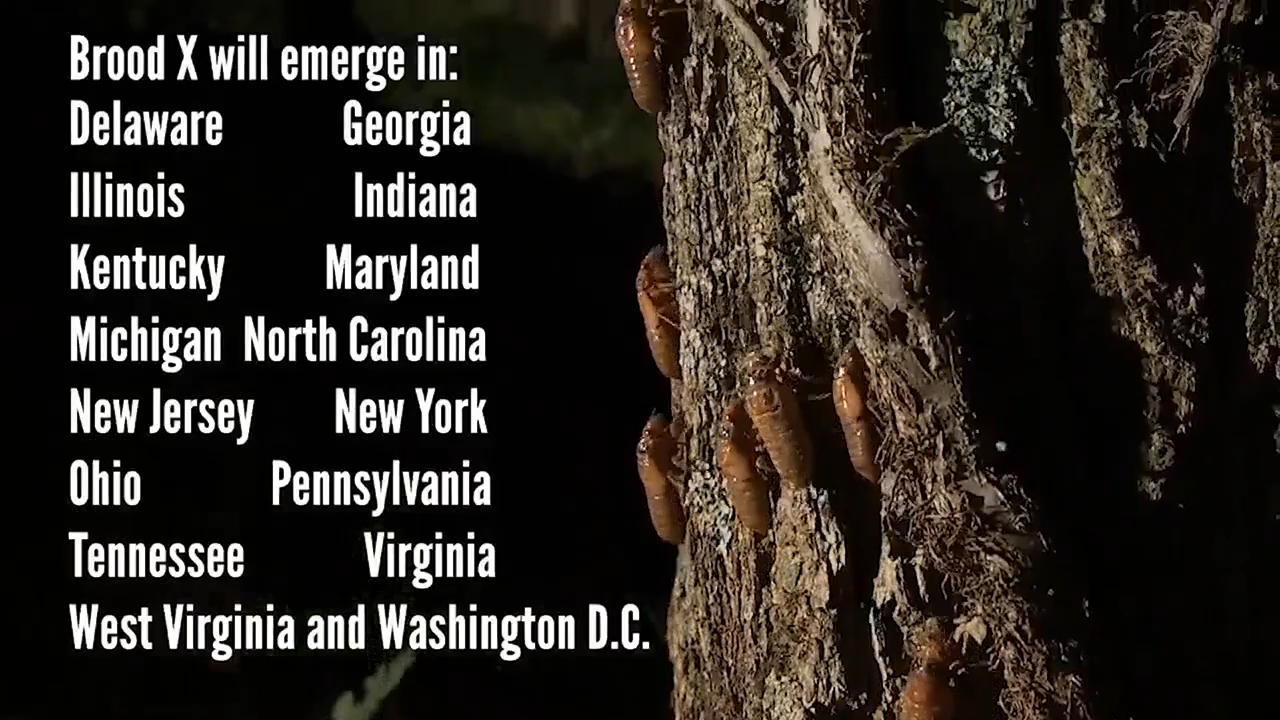 Brood X will emerge in:
Delaware Georgia
Illinois Indiana
Kentucky Maryland
Michigan North Carolina
New Jersey New York
Ohio Pennsylvania
Tennessee Virginia
West Virginia and Washington D.C.